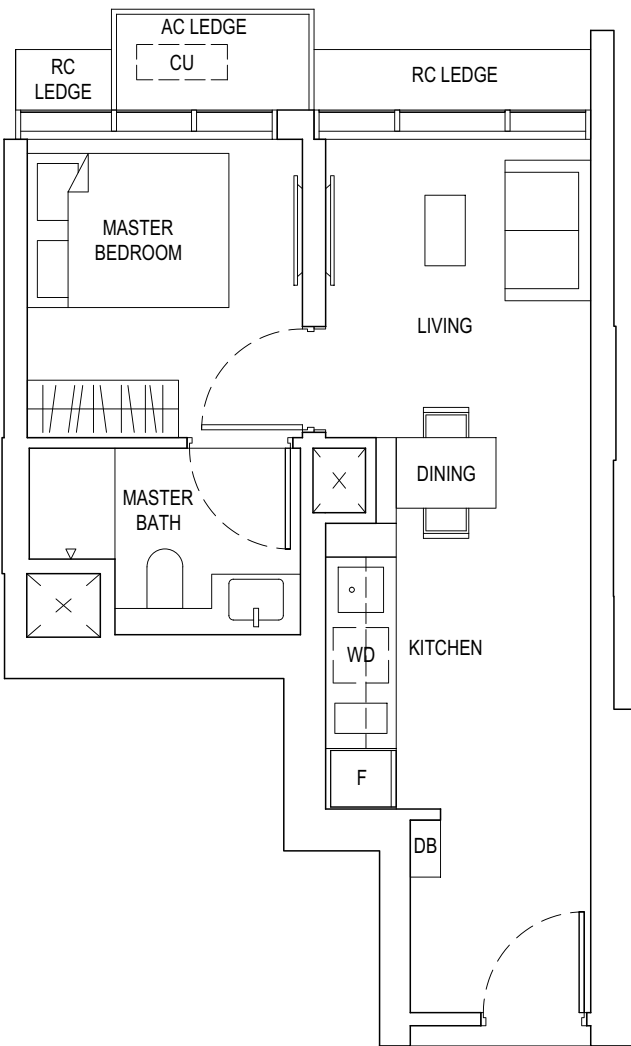 AC LEDGE
CU
RC
LEDGE
RC LEDGE
MASTER
BEDROOM
LIVING
DINING
MASTER
BATH
WD
KITCHEN
F
DB